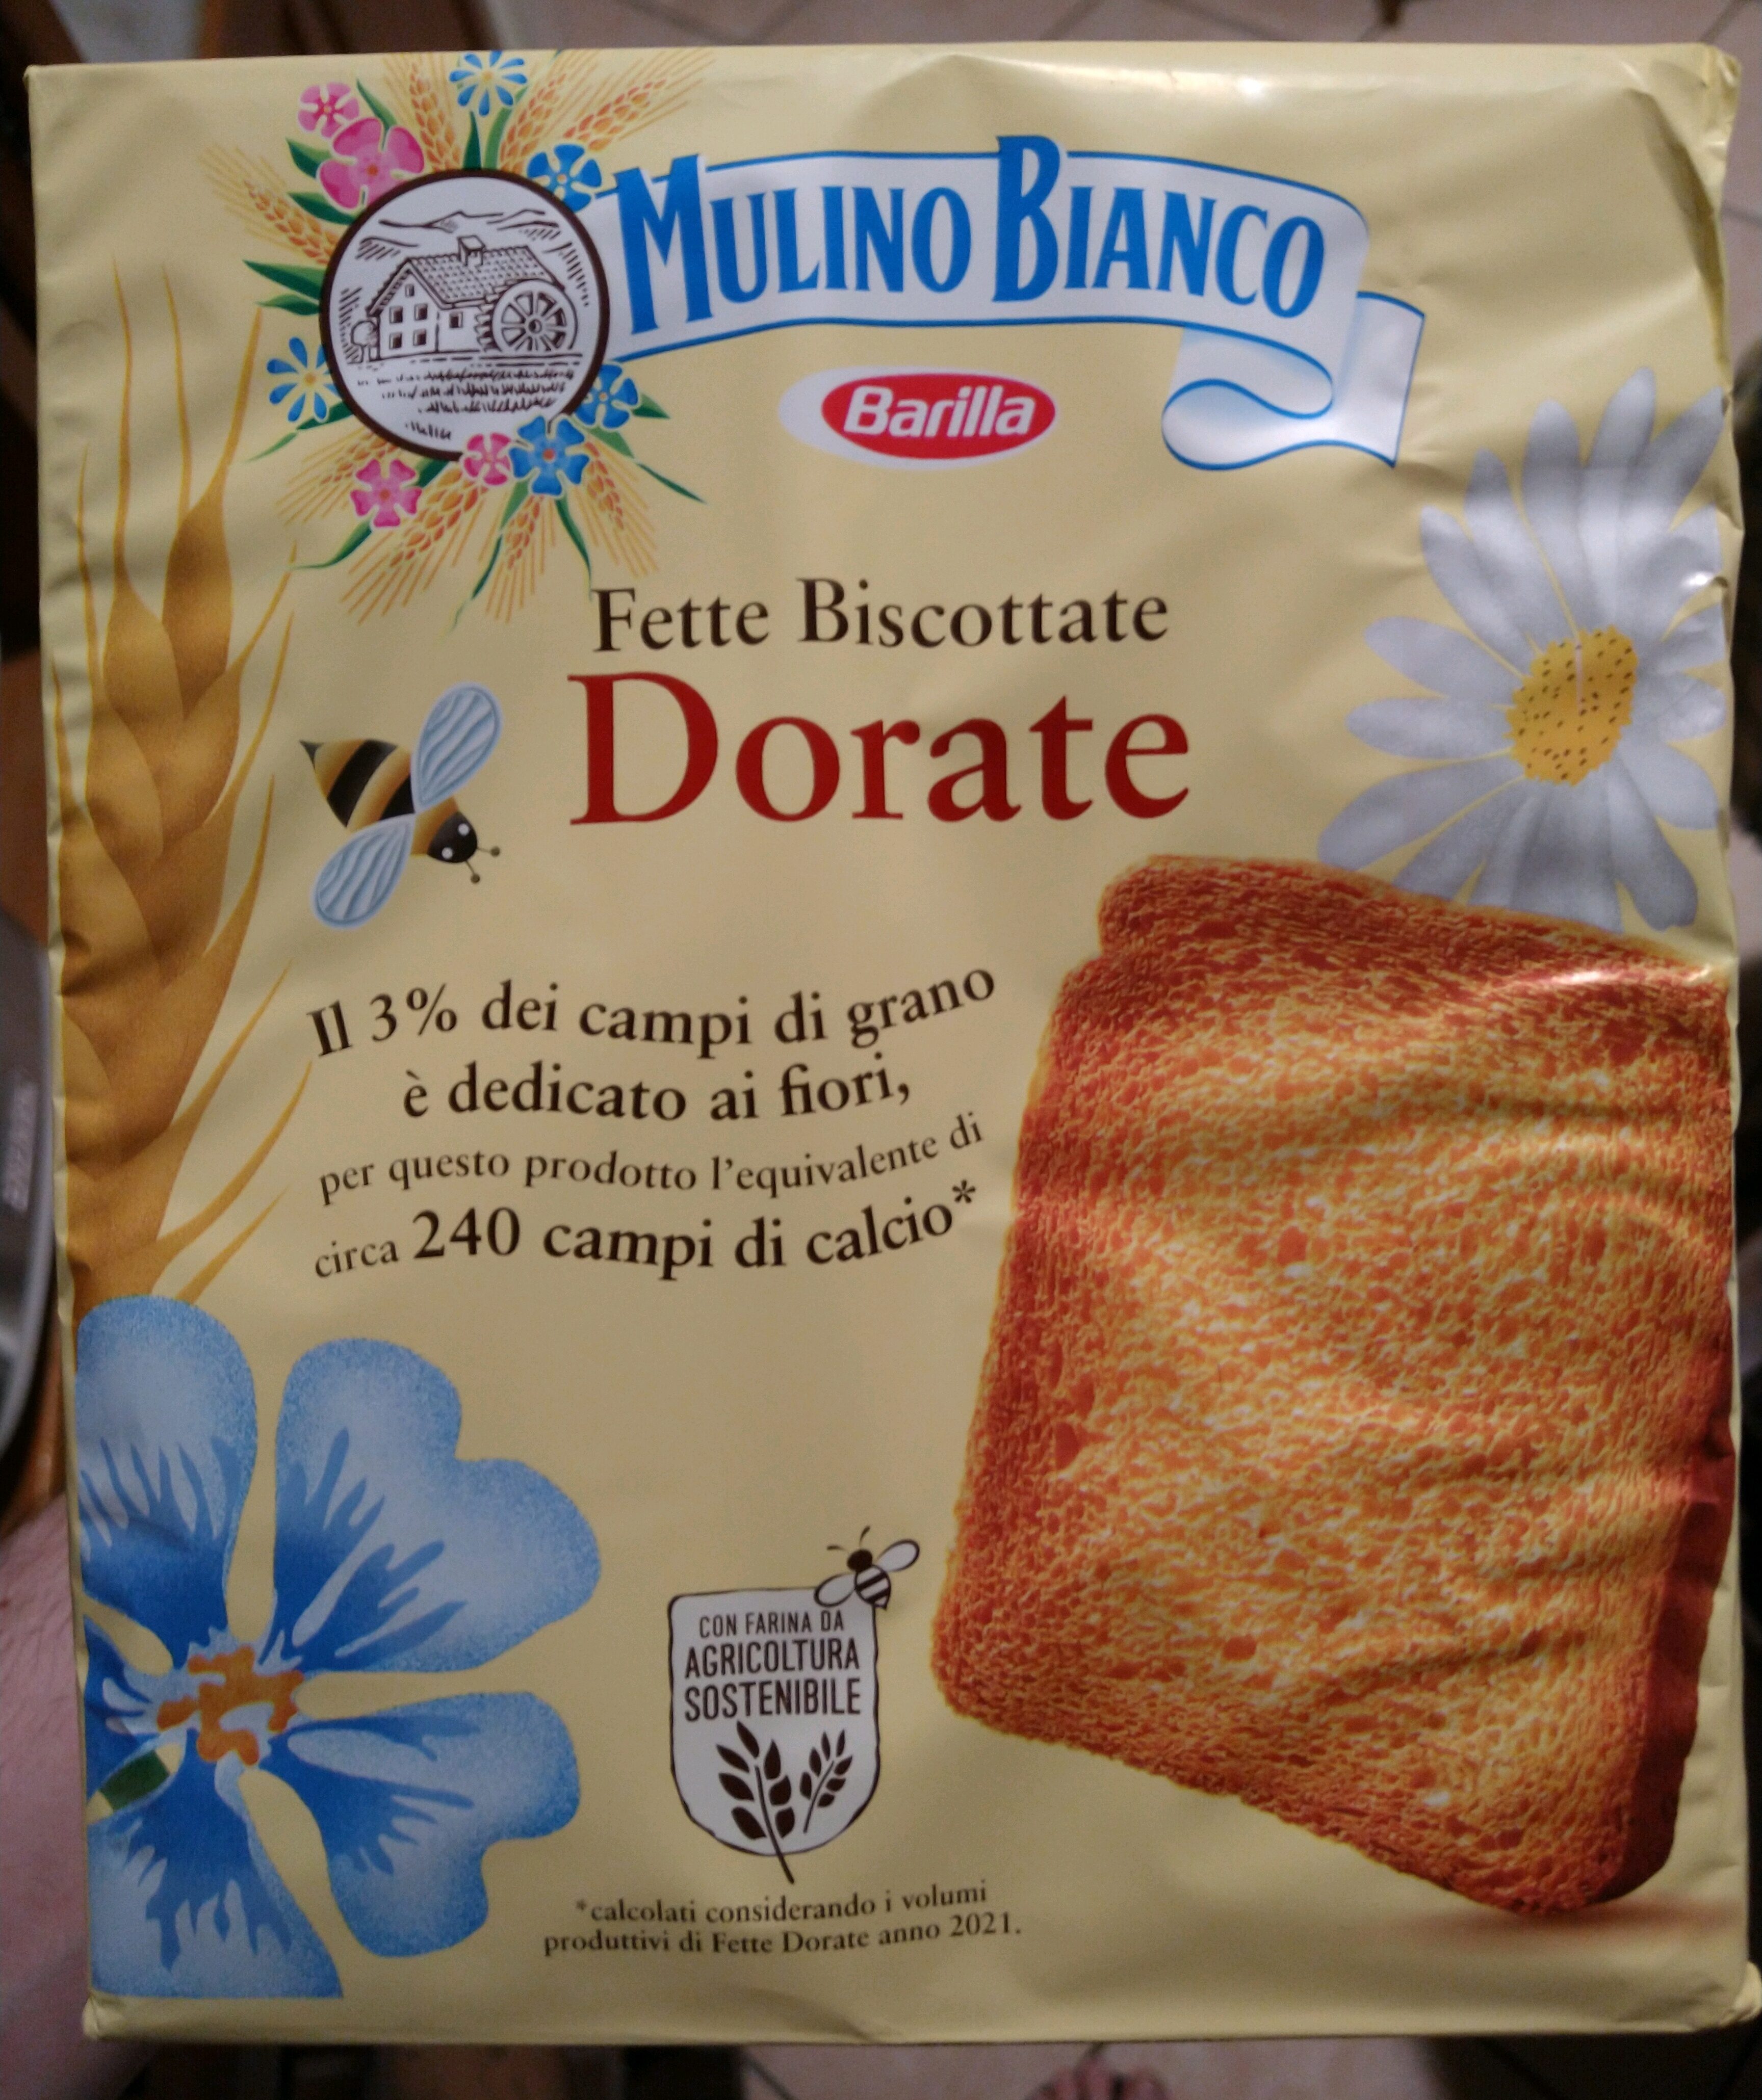 MULINO BIANCO
Barilla
Fette Biscottate
Dorate
Il 3% dei campi di grano
è dedicato ai fiori,
per questo prodotto l'equivalente di
circa 240 campi di calcio*
CON FARINA DA
AGRICOLTURA
SOSTENIBILE
*calcolati considerando i volumi
produttivi di Fette Dorate anno 2021.